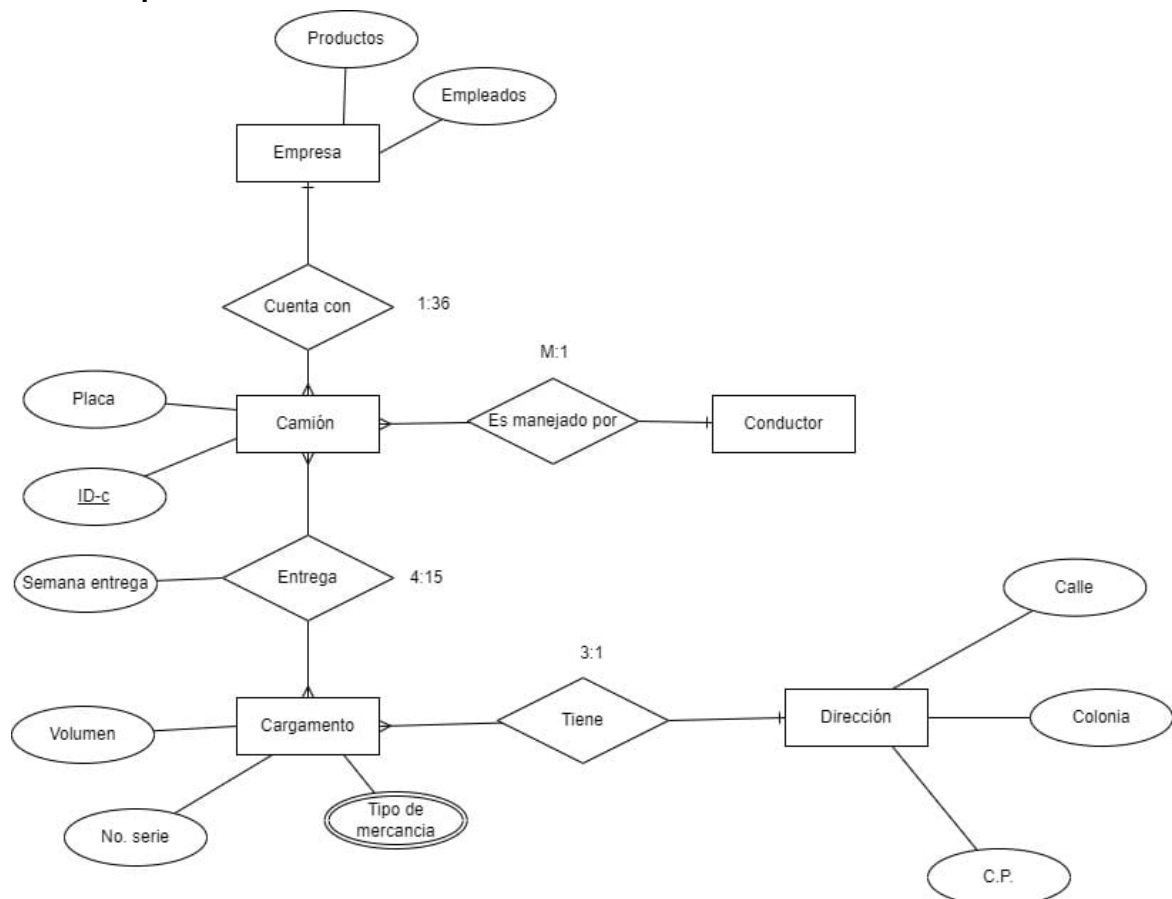 Productos
Empleados
Empresa
Cuenta con
1:36
M:1
Placa
Camión
Es manejado por
Conductor
ID-c
Semana entrega
Entrega
4:15
Calle
3:1
Volumen
Cargamento
Tiene
Dirección
Colonia
No. serie
Tipo de
mercancia
C.P.